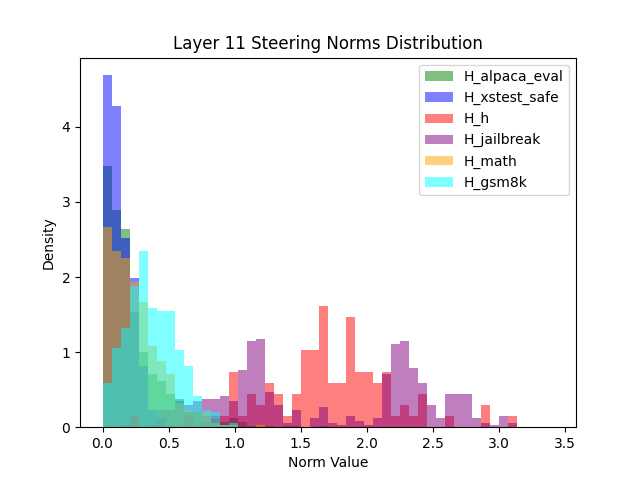 Layer 11 Steering Norms Distribution
H_alpaca_eval
H_xstest_safe
H_h
H_jailbreak
H_math
H_gsm8k
Density
4
3
2
1
0
0.0 0.5 1.0 1.5 2.0 2.5 3.0 3.5
Norm Value